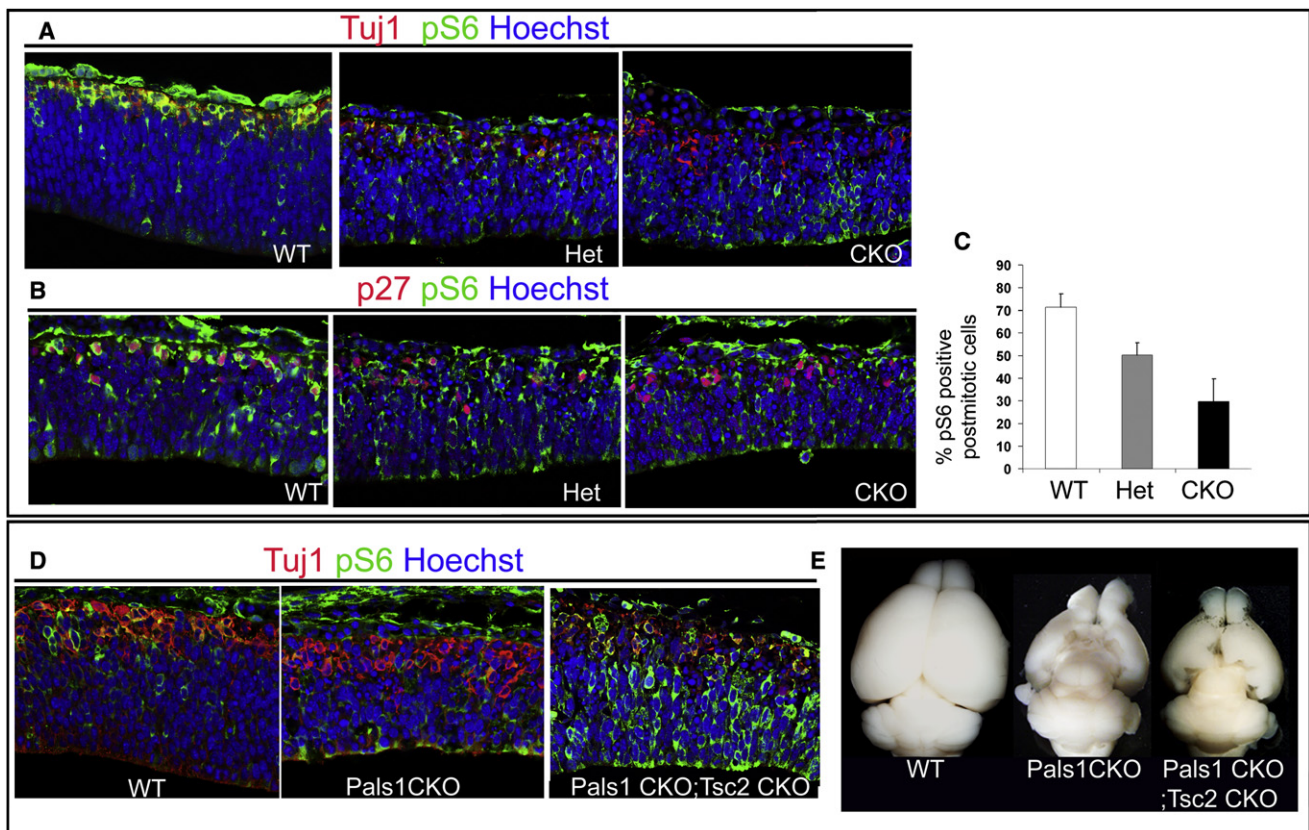 A
Tuj1 pS6 Hoechst
WT
Het
CKO
B
p27 pS6 Hoechst
WT
Het
CKO
C
% pS6 positive
postmitotic cells
90
80
70
60
50
40
30
20
10
0
WT
Het
CKO
D
Tuj1 pS6 Hoechst
WT
Pals1CKO
Pals1 CKO;Tsc2 CKO
E
WT
Pals1CKO
Pals1 CKO
;Tsc2 CKO